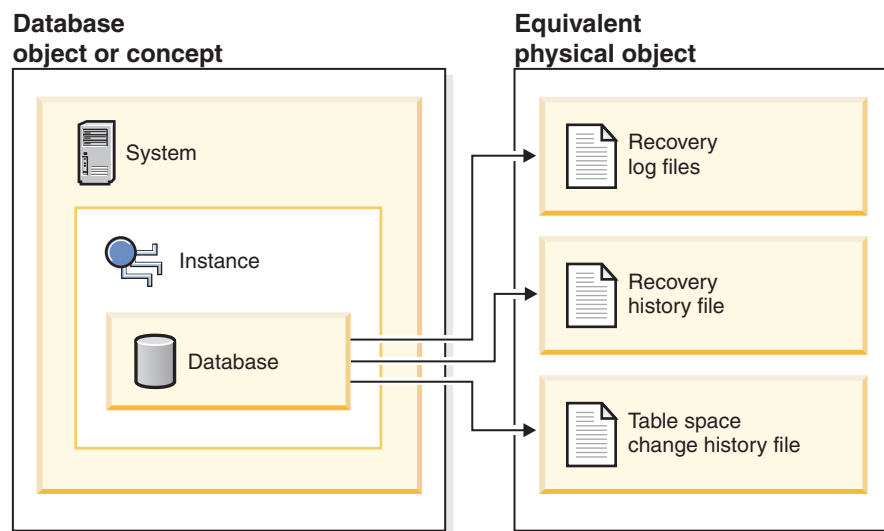 Database
object or concept
System
Instance
Database
Equivalent
physical object
Recovery
log files
Recovery
history file
Table space
change history file